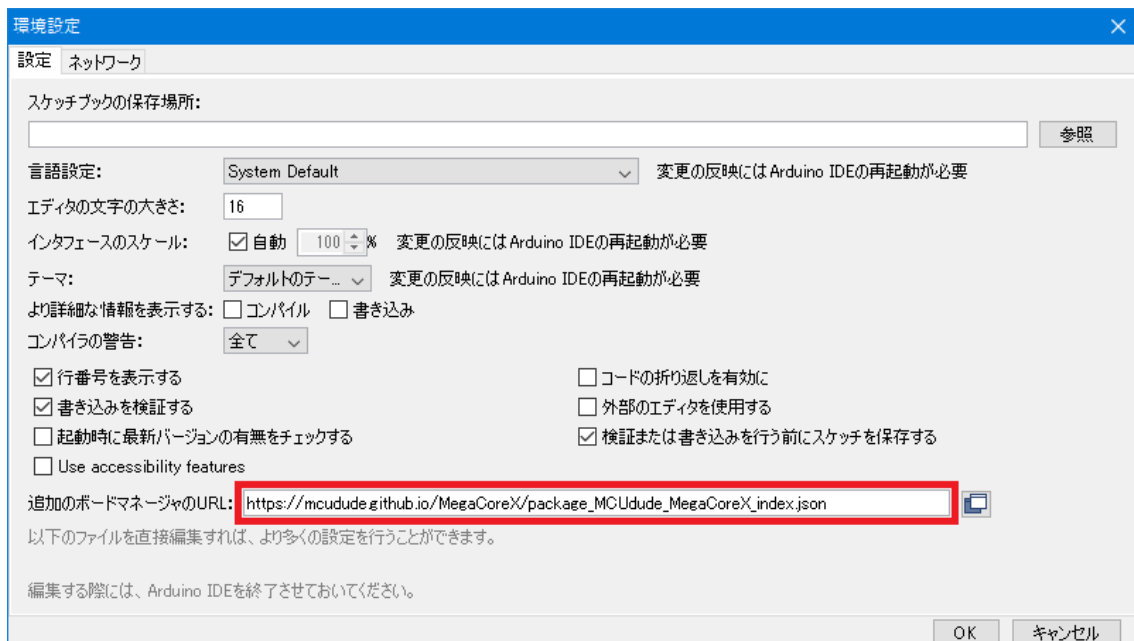 環境設定
設定 ネットワーク
スケッチブックの保存場所:
参照
言語設定: System Default 変更の反映にはArduino IDEの再起動が必要
エディタの文字の大きさ: 16
インタフェースのスケール: 自動 100 % 変更の反映にはArduino IDEの再起動が必要
テーマ: デフォルトのテー... 変更の反映にはArduino IDEの再起動が必要
より詳細な情報を表示する: コンパイル 書き込み
コンパイラの警告: 全て
行番号を表示する コードの折り返しを有効に
書き込みを検証する 外部のエディタを使用する
起動時に最新バージョンの有無をチェックする 検証または書き込みを行う前にスケッチを保存する
Use accessibility features
追加のボードマネージャのURL: https://mcudude.github.io/MegaCoreX/package_MCUdude_MegaCoreX_index.json
以下のファイルを直接編集すれば、より多くの設定を行うことができます。
編集する際には、Arduino IDEを終了させておいてください。
OK キャンセル